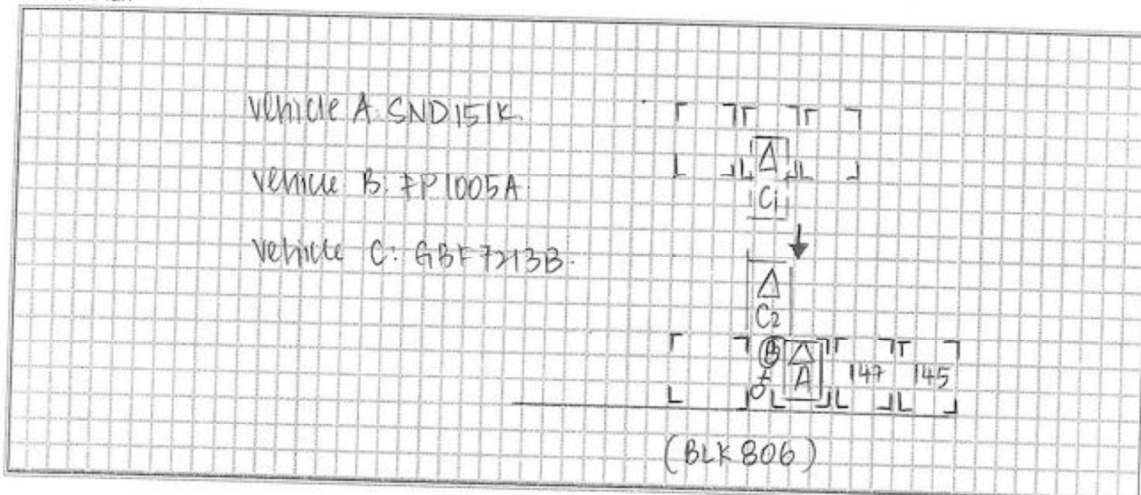 Vehicle A: SND151K
Vehicle B: FP1005A
Vehicle C: GBF7213B.
C1
C2
B
A
147
145
(BLK 806)